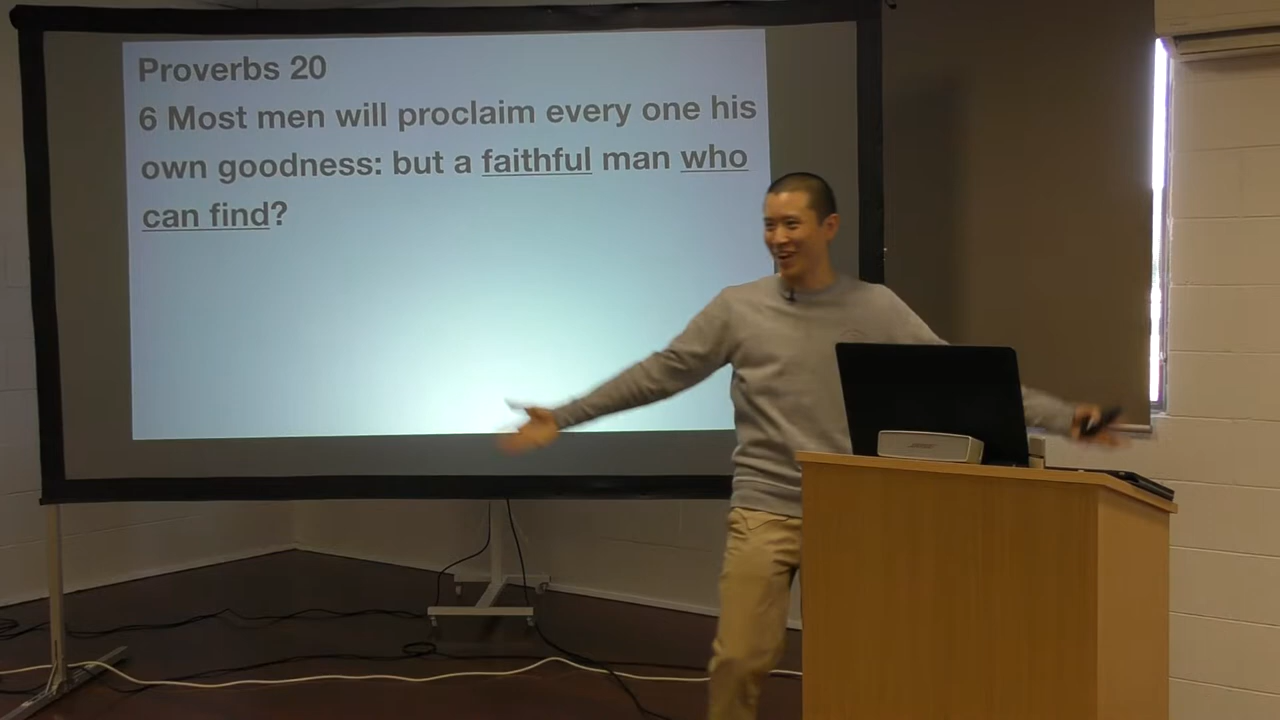 Proverbs 20
6 Most men will proclaim every one his
own goodness: but a faithful man who
can find?